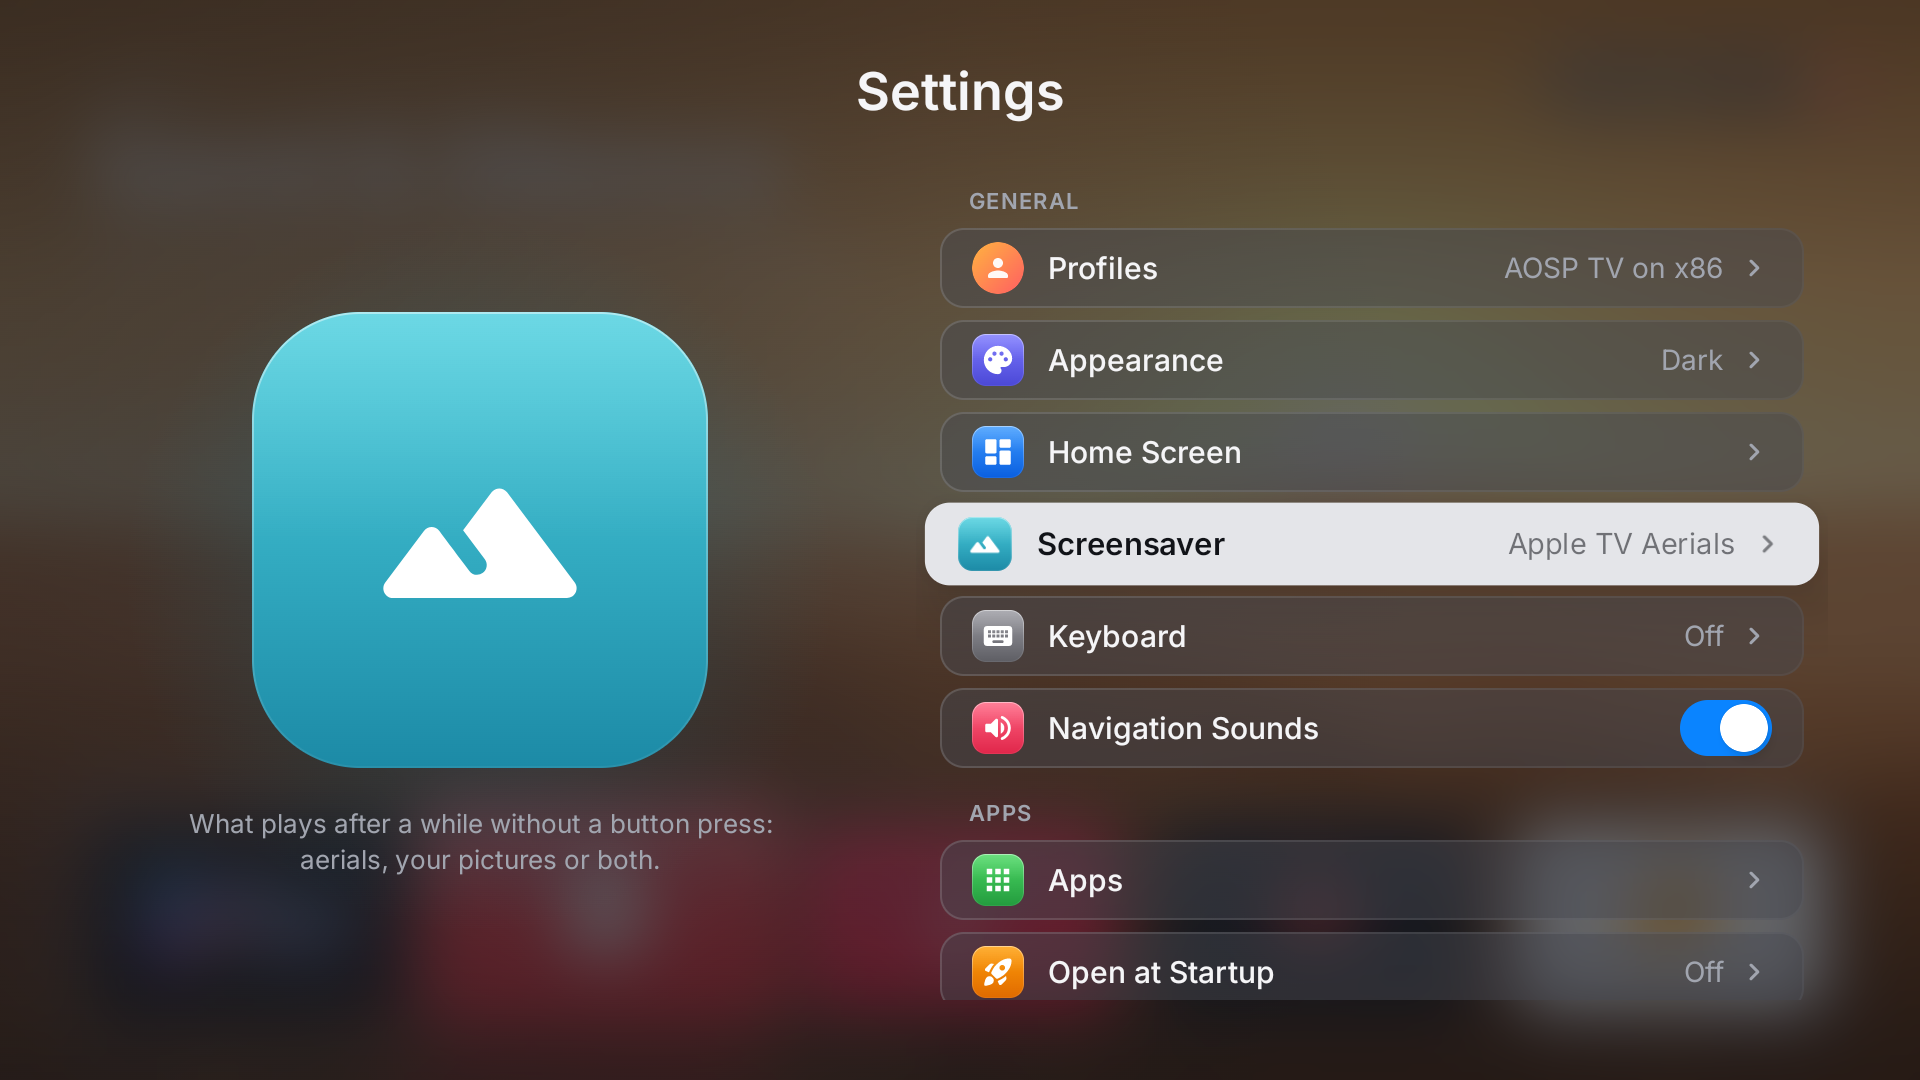 Settings
GENERAL
Profiles AOSP TV on x86
Appearance Dark
Home Screen
Screensaver Apple TV Aerials
Keyboard Off
Navigation Sounds
What plays after a while without a button press:
aerials, your pictures or both.
APPS
Apps
Open at Startup Off